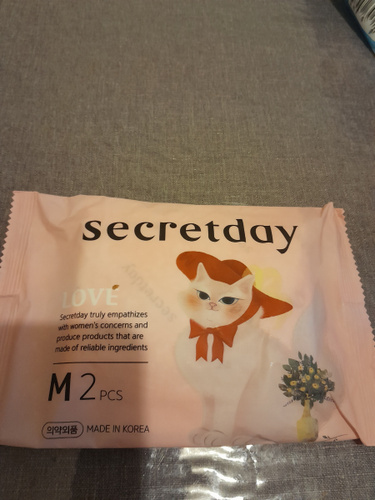 secretday
LOVE
Secretday truly empathizes
with women's concerns and
produce products that are
made of reliable ingredients
M 2 PCS
의약외품 MADE IN KOREA